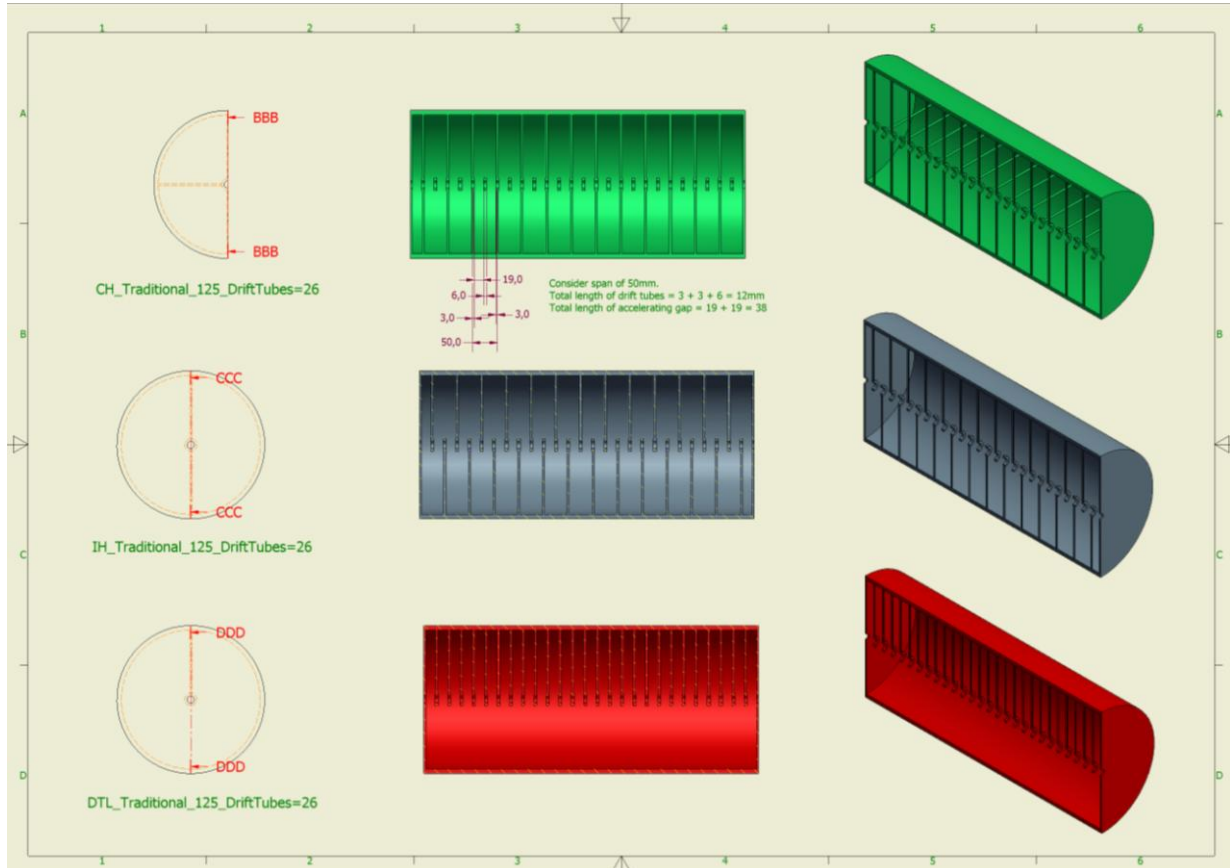 1 2 3 4 5 6
A A
BBB
BBB
CH_Traditional_125_DriftTubes=26
19,0
6,0
3,0
3,0
50,0
Consider span of 50mm.
Total length of drift tubes = 3 + 3 + 6 = 12mm
Total length of accelerating gap = 19 + 19 = 38
B B
CCC
CCC
IH_Traditional_125_DriftTubes=26
C C
DDD
DDD
D D
DTL_Traditional_125_DriftTubes=26
1 2 3 4 5 6